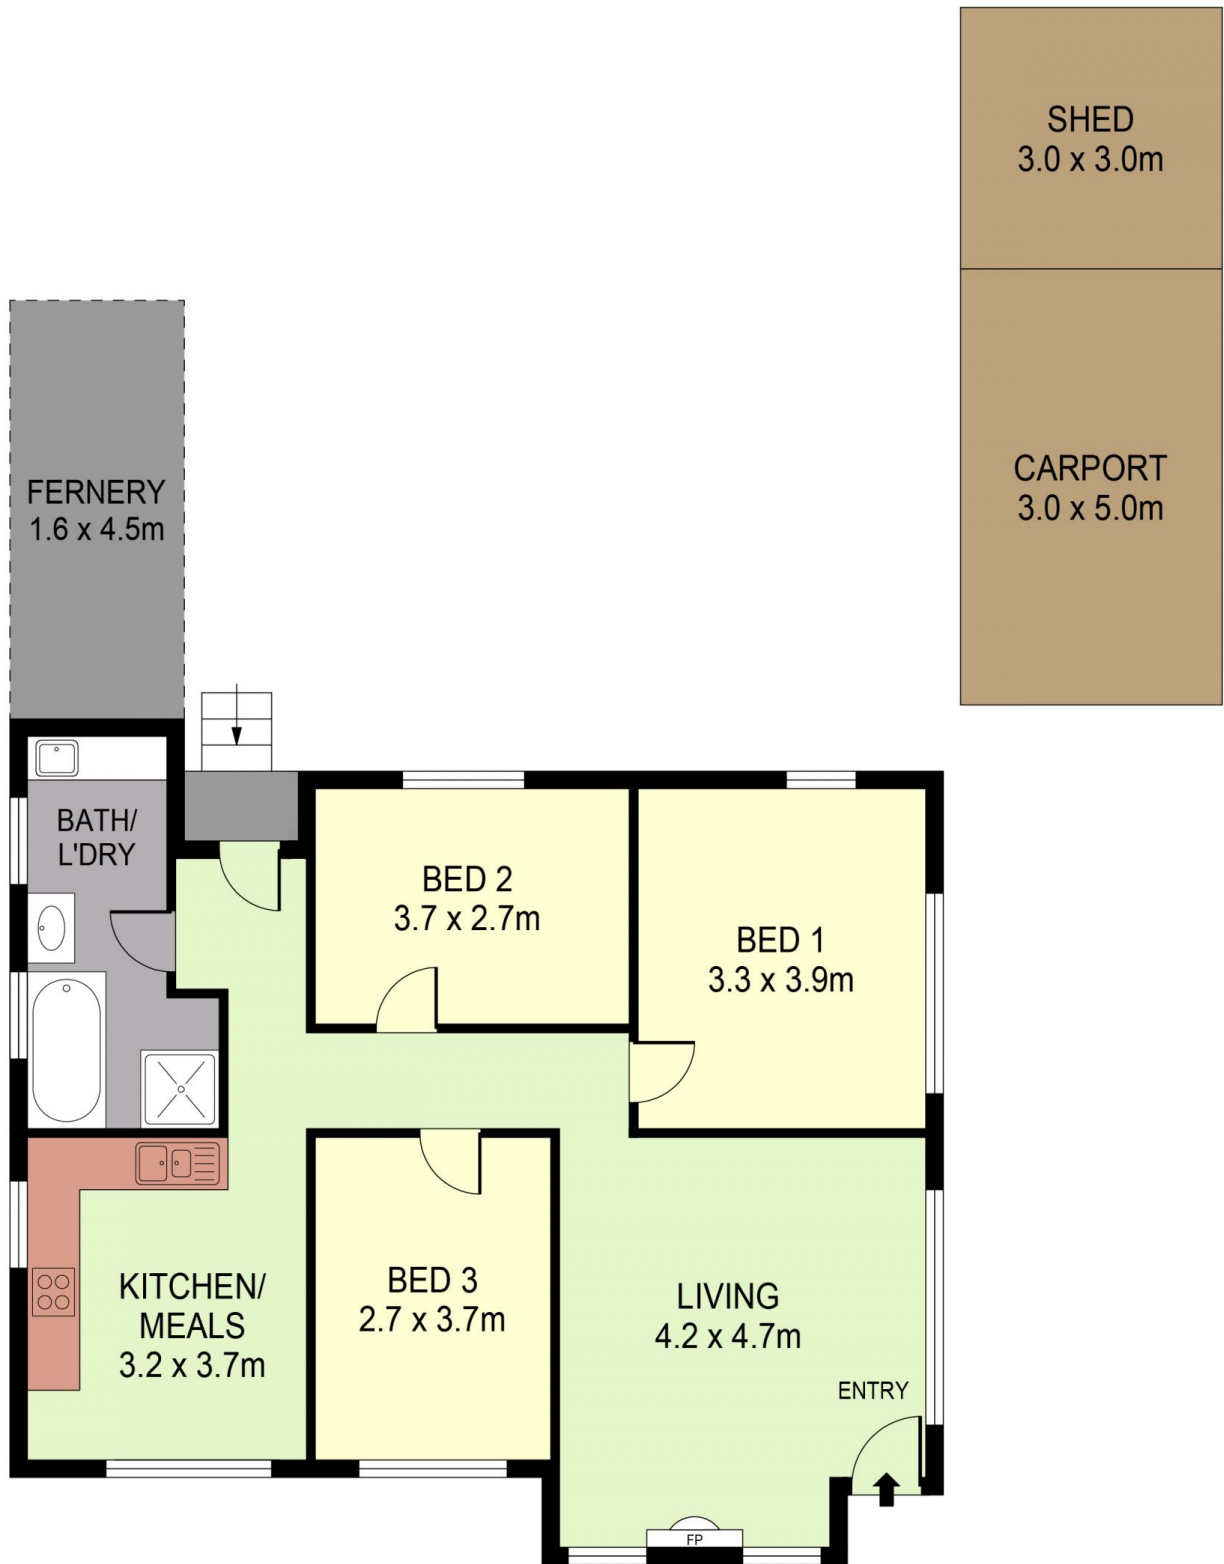 SHED
3.0 x 3.0m
CARPORT
3.0 x 5.0m
FERNERY
1.6 x 4.5m
BATH/
L'DRY
BED 2
3.7 x 2.7m
BED 1
3.3 x 3.9m
KITCHEN/
MEALS
3.2 x 3.7m
BED 3
2.7 x 3.7m
LIVING
4.2 x 4.7m
ENTRY
FP